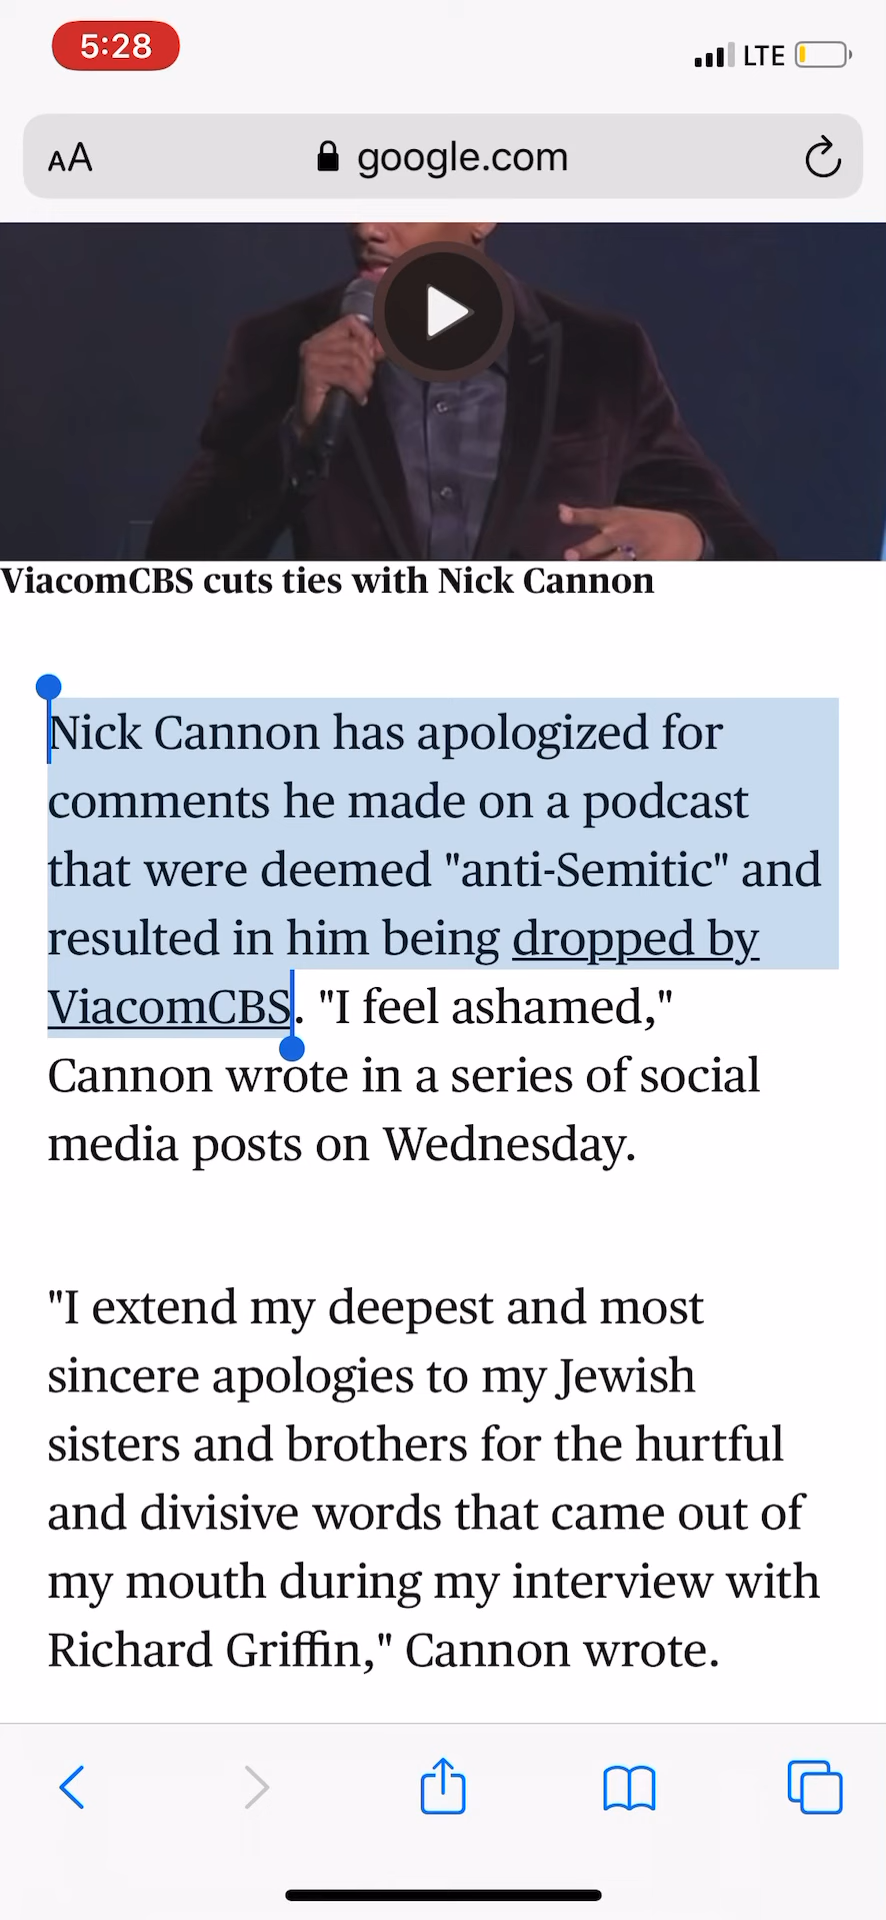 5:28
LTE
AA
google.com
ViacomCBS cuts ties with Nick Cannon
Nick Cannon has apologized for
comments he made on a podcast
that were deemed "anti-Semitic" and
resulted in him being dropped by
ViacomCBS. "I feel ashamed,"
Cannon wrote in a series of social
media posts on Wednesday.
"I extend my deepest and most
sincere apologies to my Jewish
sisters and brothers for the hurtful
and divisive words that came out of
my mouth during my interview with
Richard Griffin," Cannon wrote.